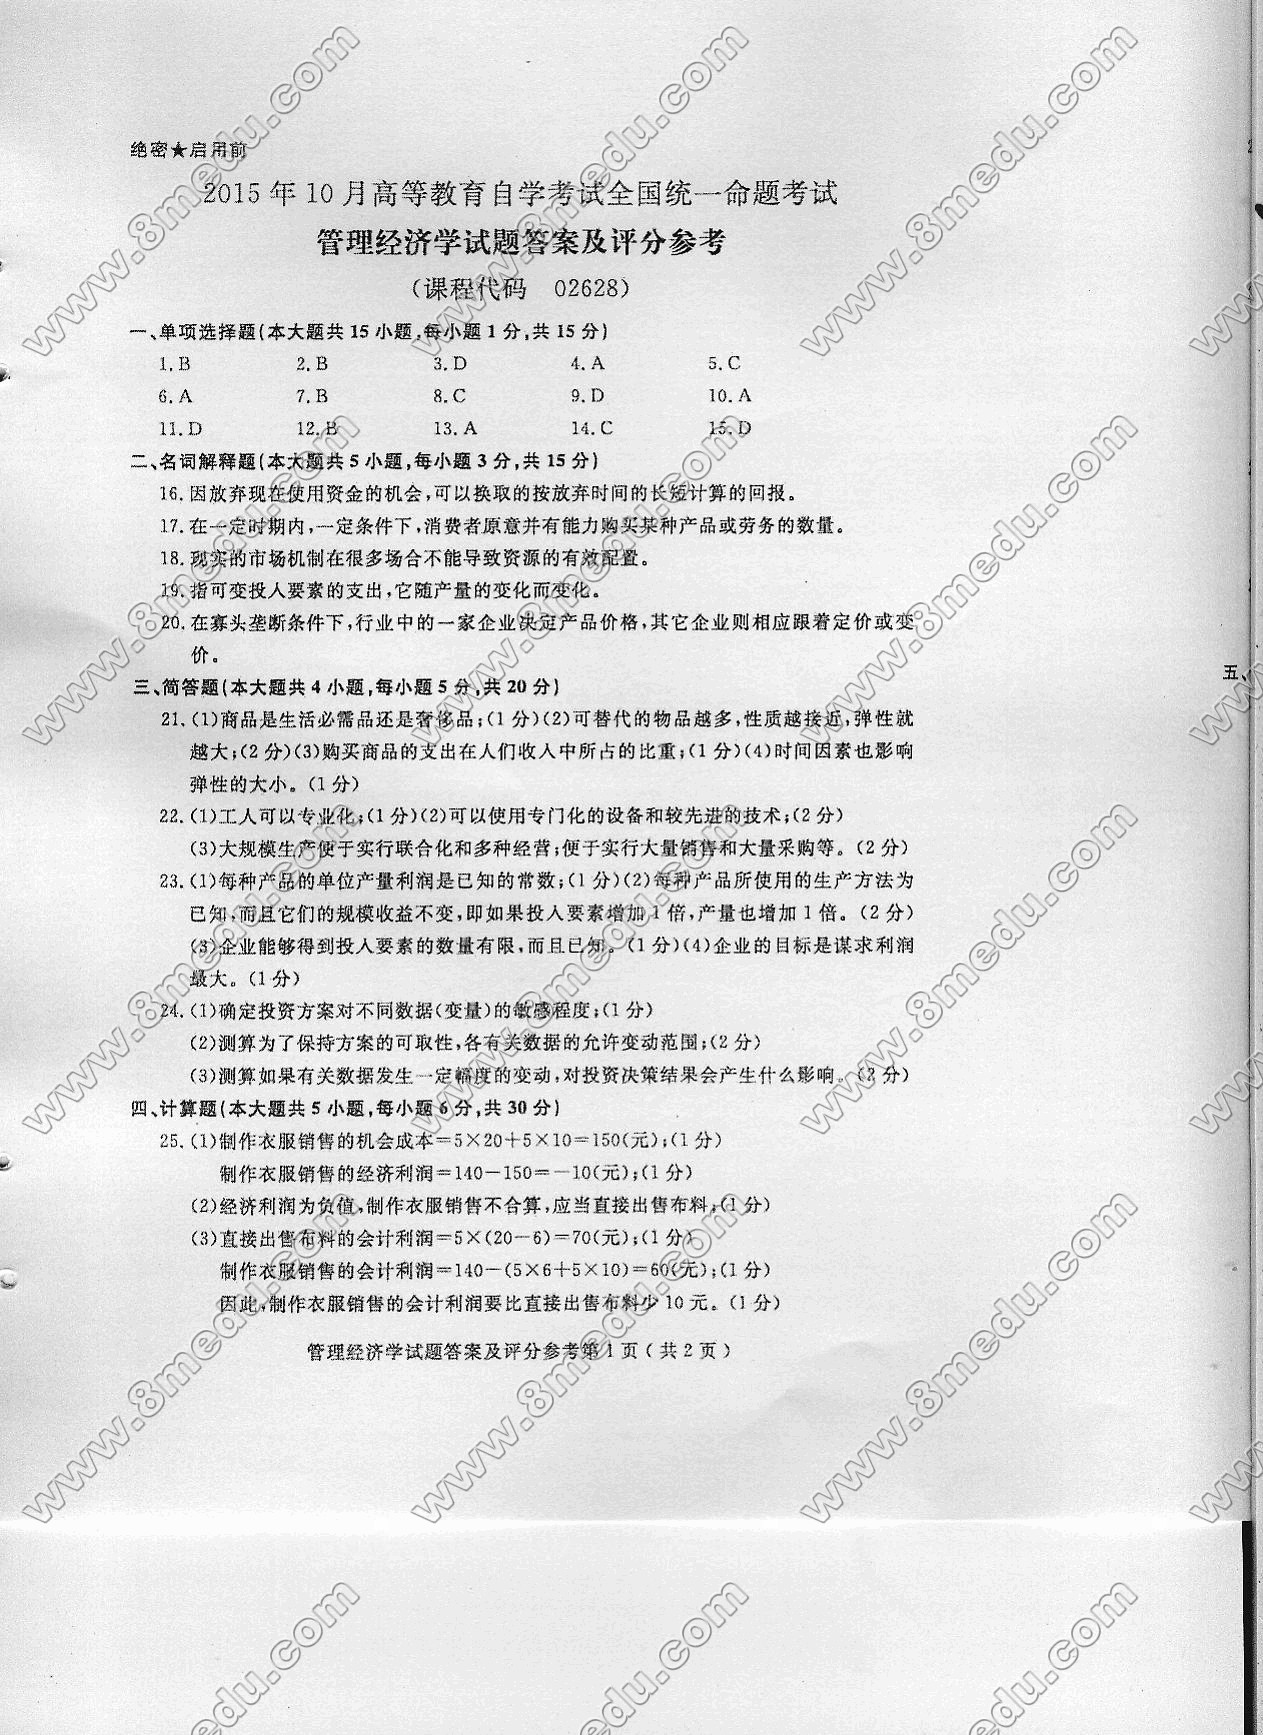 绝密★启用前
2015年10月高等教育自学考试全国统一命题考试
管理经济学试题答案及评分参考
(课程代码 02628)
一、单项选择题(本大题共15小题,每小题1分,共15分)
1. B 2. B 3. D 4. A 5. C
6. A 7. B 8. C 9. D 10. A
11. D 12. B 13. A 14. C 15. D
二、名词解释题(本大题共5小题,每小题3分,共15分)
16. 因放弃现在使用资金的机会,可以换取的按放弃时间的长短计算的回报。
17. 在一定时期内,一定条件下,消费者原意并有能力购买某种产品或劳务的数量。
18. 现实的市场机制在很多场合不能导致资源的有效配置。
19. 指可变投入要素的支出,它随产量的变化而变化。
20. 在寡头垄断条件下,行业中的一家企业决定产品价格,其它企业则相应跟着定价或变
价。
三、简答题(本大题共4小题,每小题5分,共20分)
21. (1)商品是生活必需品还是奢侈品;(1分)(2)可替代的物品越多,性质越接近,弹性就
越大;(2分)(3)购买商品的支出在人们收入中所占的比重;(1分)(4)时间因素也影响
弹性的大小。(1分)
22. (1)工人可以专业化;(1分)(2)可以使用专门化的设备和较先进的技术;(2分)
(3)大规模生产便于实行联合化和多种经营;便于实行大量销售和大量采购等。(2分)
23. (1)每种产品的单位产量利润是已知的常数;(1分)(2)每种产品所使用的生产方法为
已知,而且它们的规模收益不变,即如果投入要素增加1倍,产量也增加1倍。(2分)
(3)企业能够得到投入要素的数量有限,而且已知。(1分)(4)企业的目标是谋求利润
最大。(1分)
24. (1)确定投资方案对不同数据(变量)的敏感程度;(1分)
(2)测算为了保持方案的可取性,各有关数据的允许变动范围;(2分)
(3)测算如果有关数据发生一定幅度的变动,对投资决策结果会产生什么影响。(2分)
四、计算题(本大题共5小题,每小题6分,共30分)
25. (1)制作衣服销售的机会成本=5×20+5×10=150(元);(1分)
制作衣服销售的经济利润=140-150=-10(元);(1分)
(2)经济利润为负值,制作衣服销售不合算,应当直接出售布料;(1分)
(3)直接出售布料的会计利润=5×(20-6)=70(元);(1分)
制作衣服销售的会计利润=140-(5×6+5×10)=60(元);(1分)
因此,制作衣服销售的会计利润要比直接出售布料少10元。(1分)
管理经济学试题答案及评分参考第1页(共2页)
五、
www.8medu.com